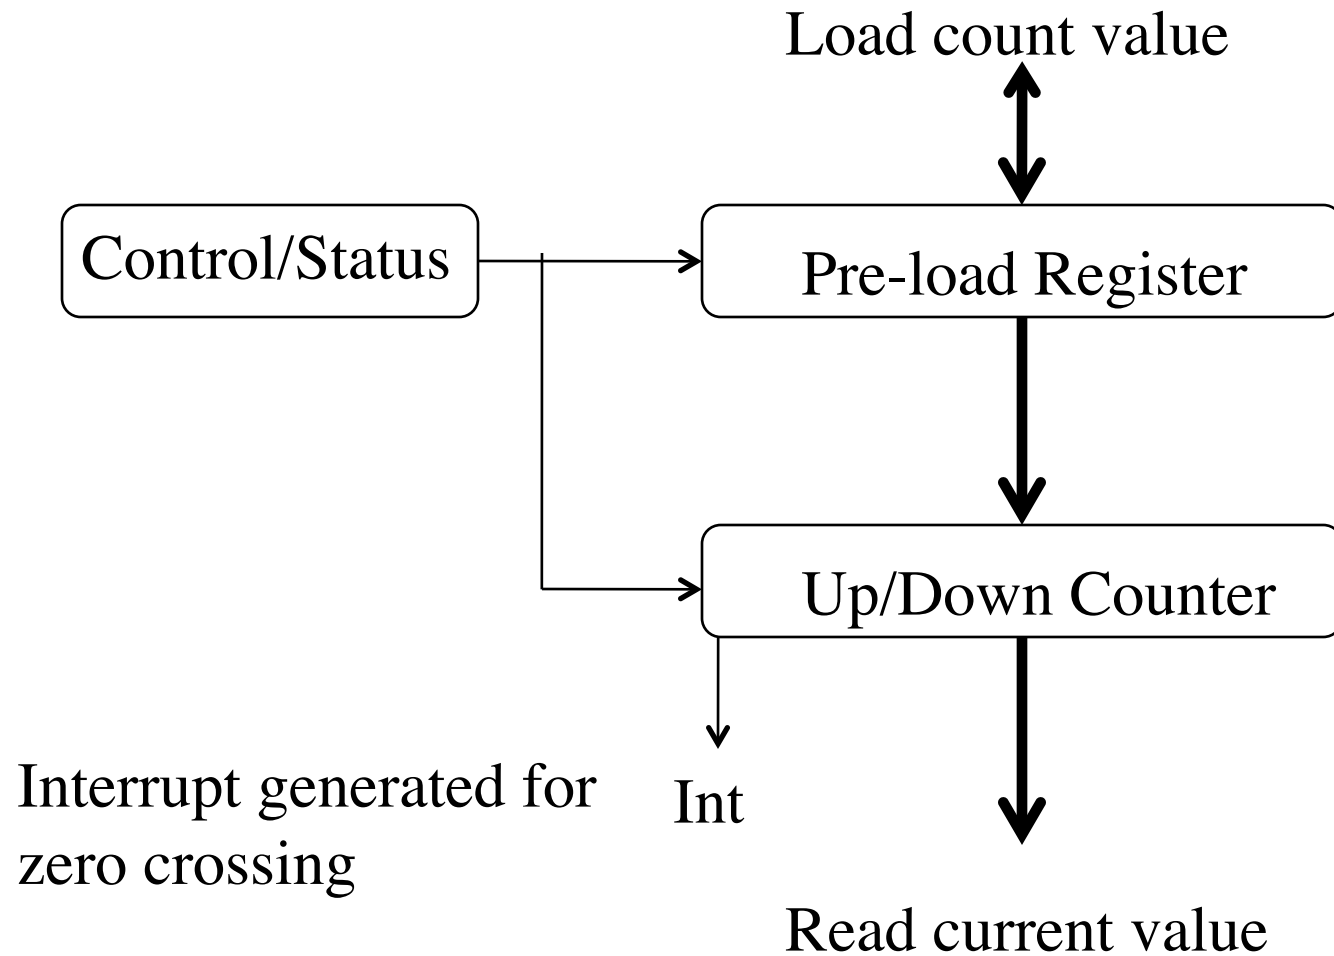 Load count value
Control/Status
Pre-load Register
Up/Down Counter
Interrupt generated for
zero crossing
Int
Read current value